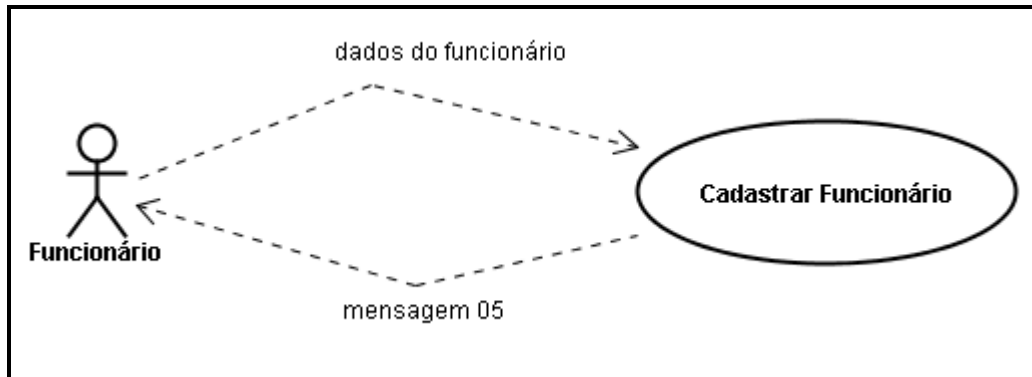 dados do funcionário
Cadastrar Funcionário
Funcionário
mensagem 05